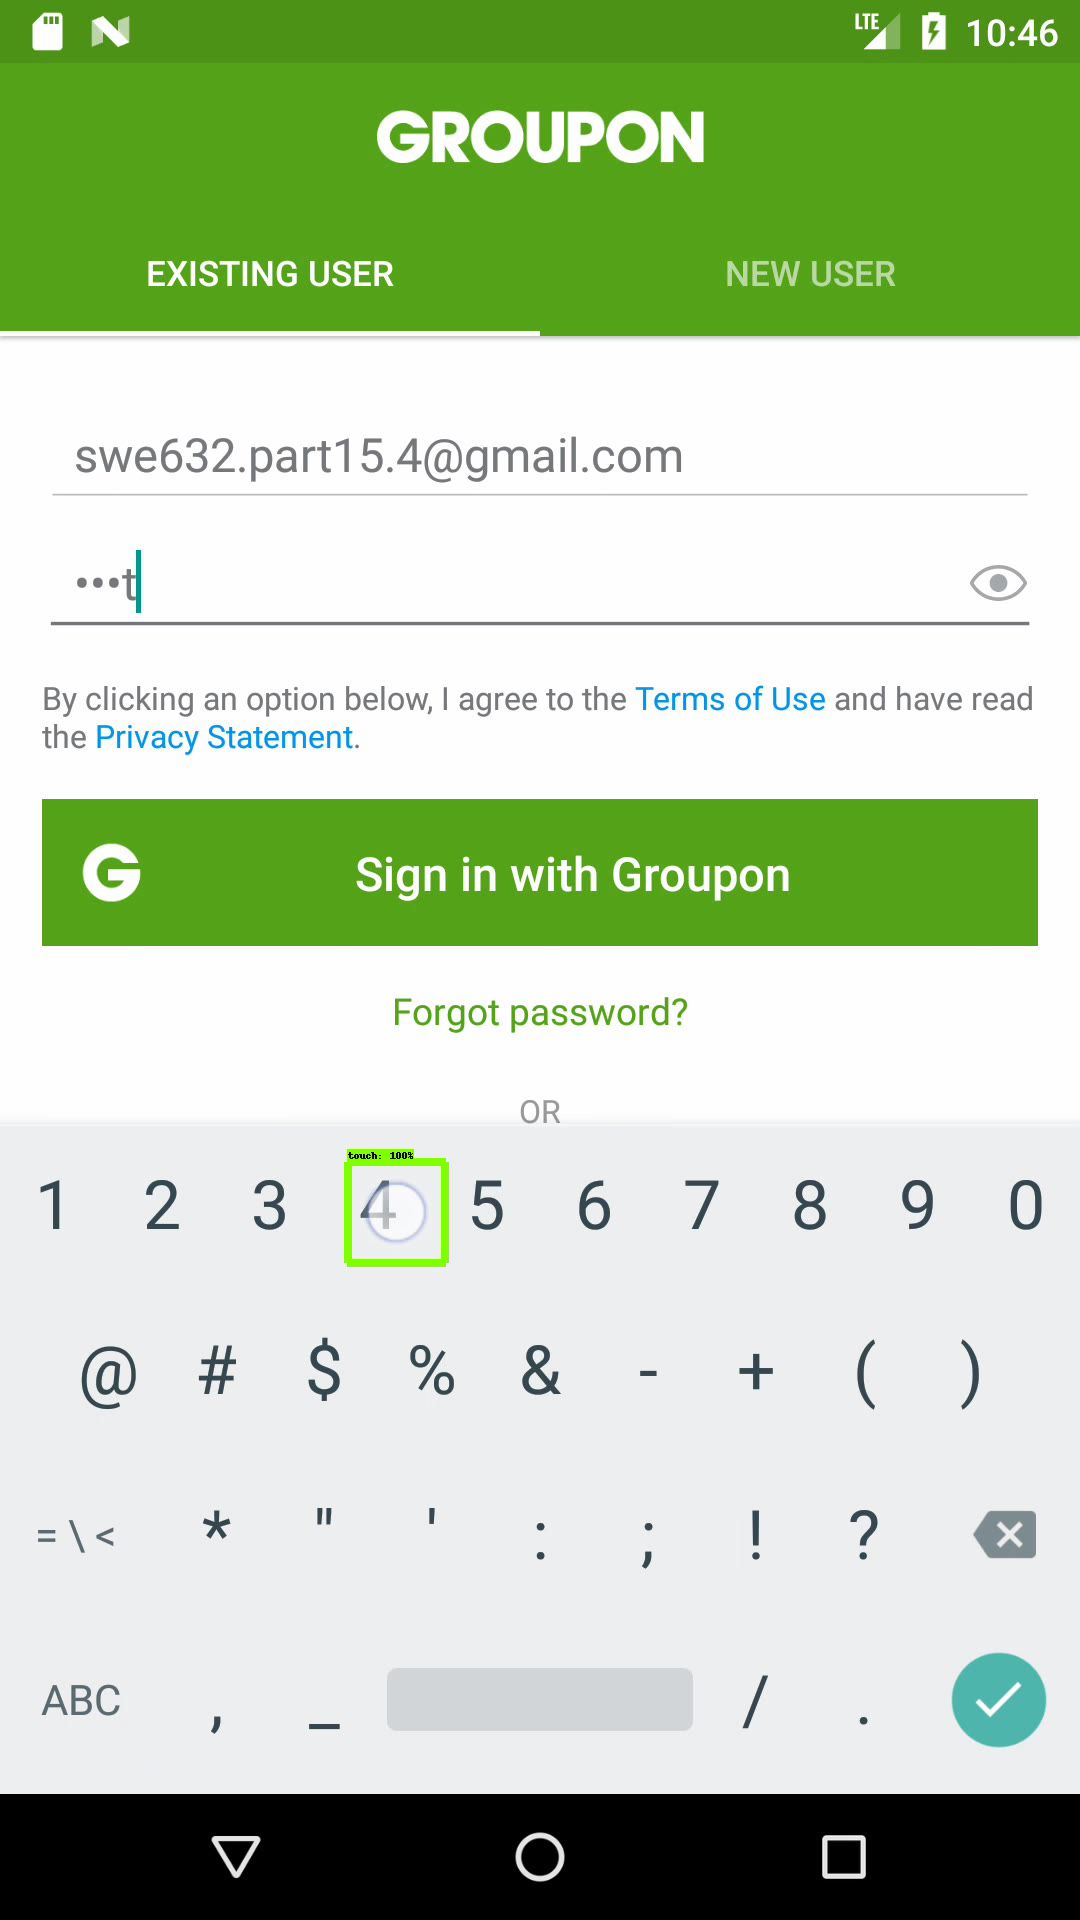 LTE 10:46
GROUPON
EXISTING USER NEW USER
swe632.part15.4@gmail.com
•••t
By clicking an option below, I agree to the Terms of Use and have read
the Privacy Statement.
G Sign in with Groupon
Forgot password?
OR
touch: 100%
1 2 3 4 5 6 7 8 9 0
@ # $ % & - + ( )
= \ < * " ' : ; ! ?
ABC , _ / .